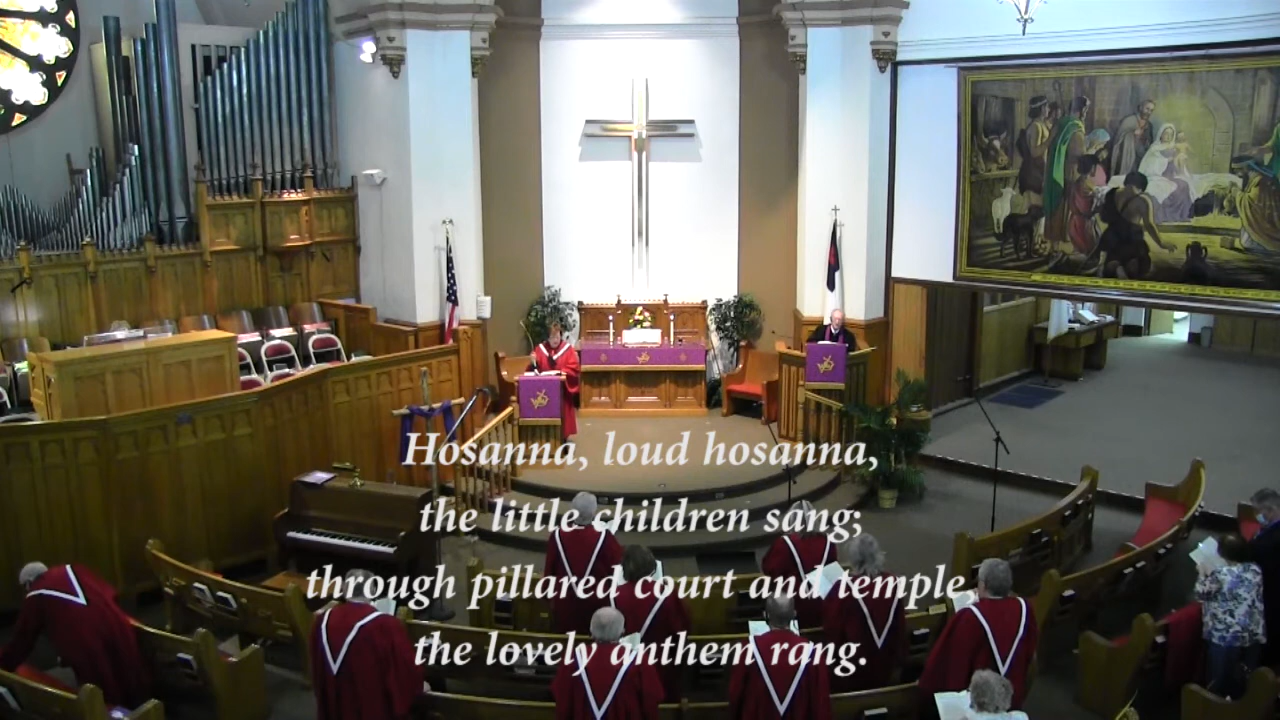 Hosanna, loud hosanna,
the little children sang;
through pillared court and temple,
the lovely anthem rang.